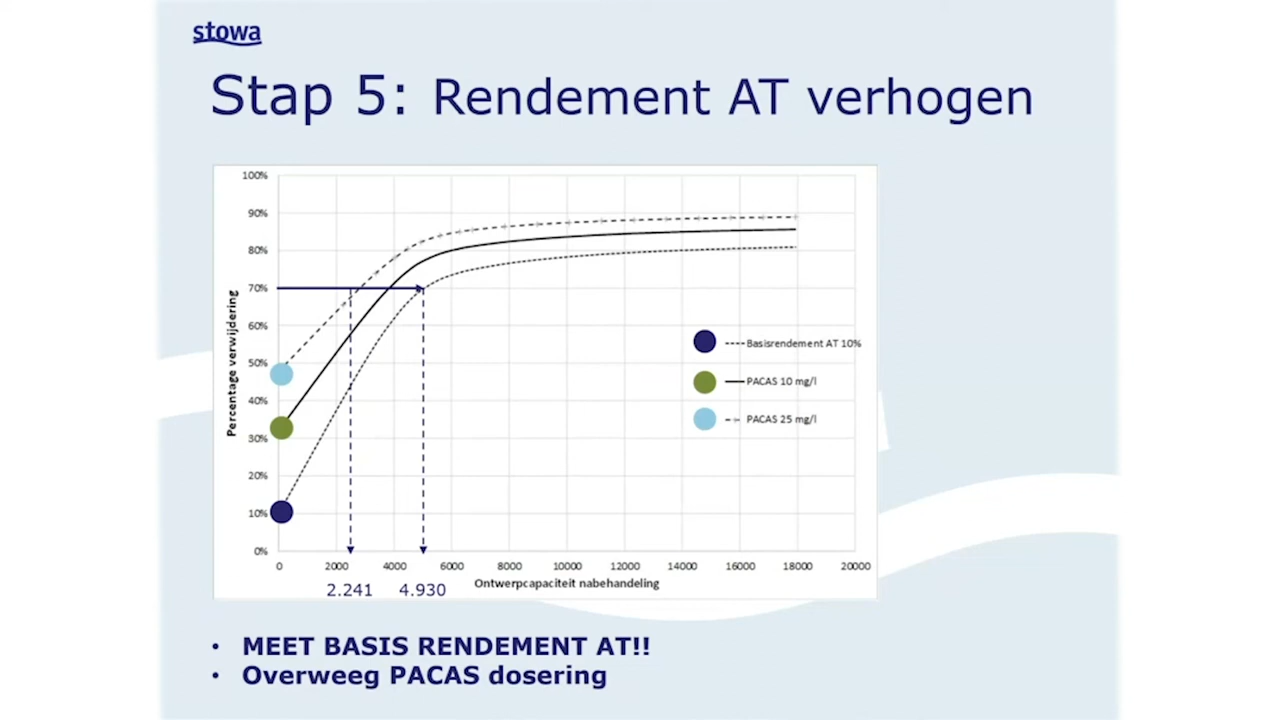 stowa
Stap 5: Rendement AT verhogen
100%
90%
80%
70%
60%
50%
40%
30%
20%
10%
0%
Percentage verwijdering
Basisrendement AT 10%
PACAS 10 mg/l
PACAS 25 mg/l
0 2000 4000 6000 8000 10000 12000 14000 16000 18000 20000
Ontwerpcapaciteit nabehandeling
2.241 4.930
• MEET BASIS RENDEMENT AT!!
• Overweeg PACAS dosering